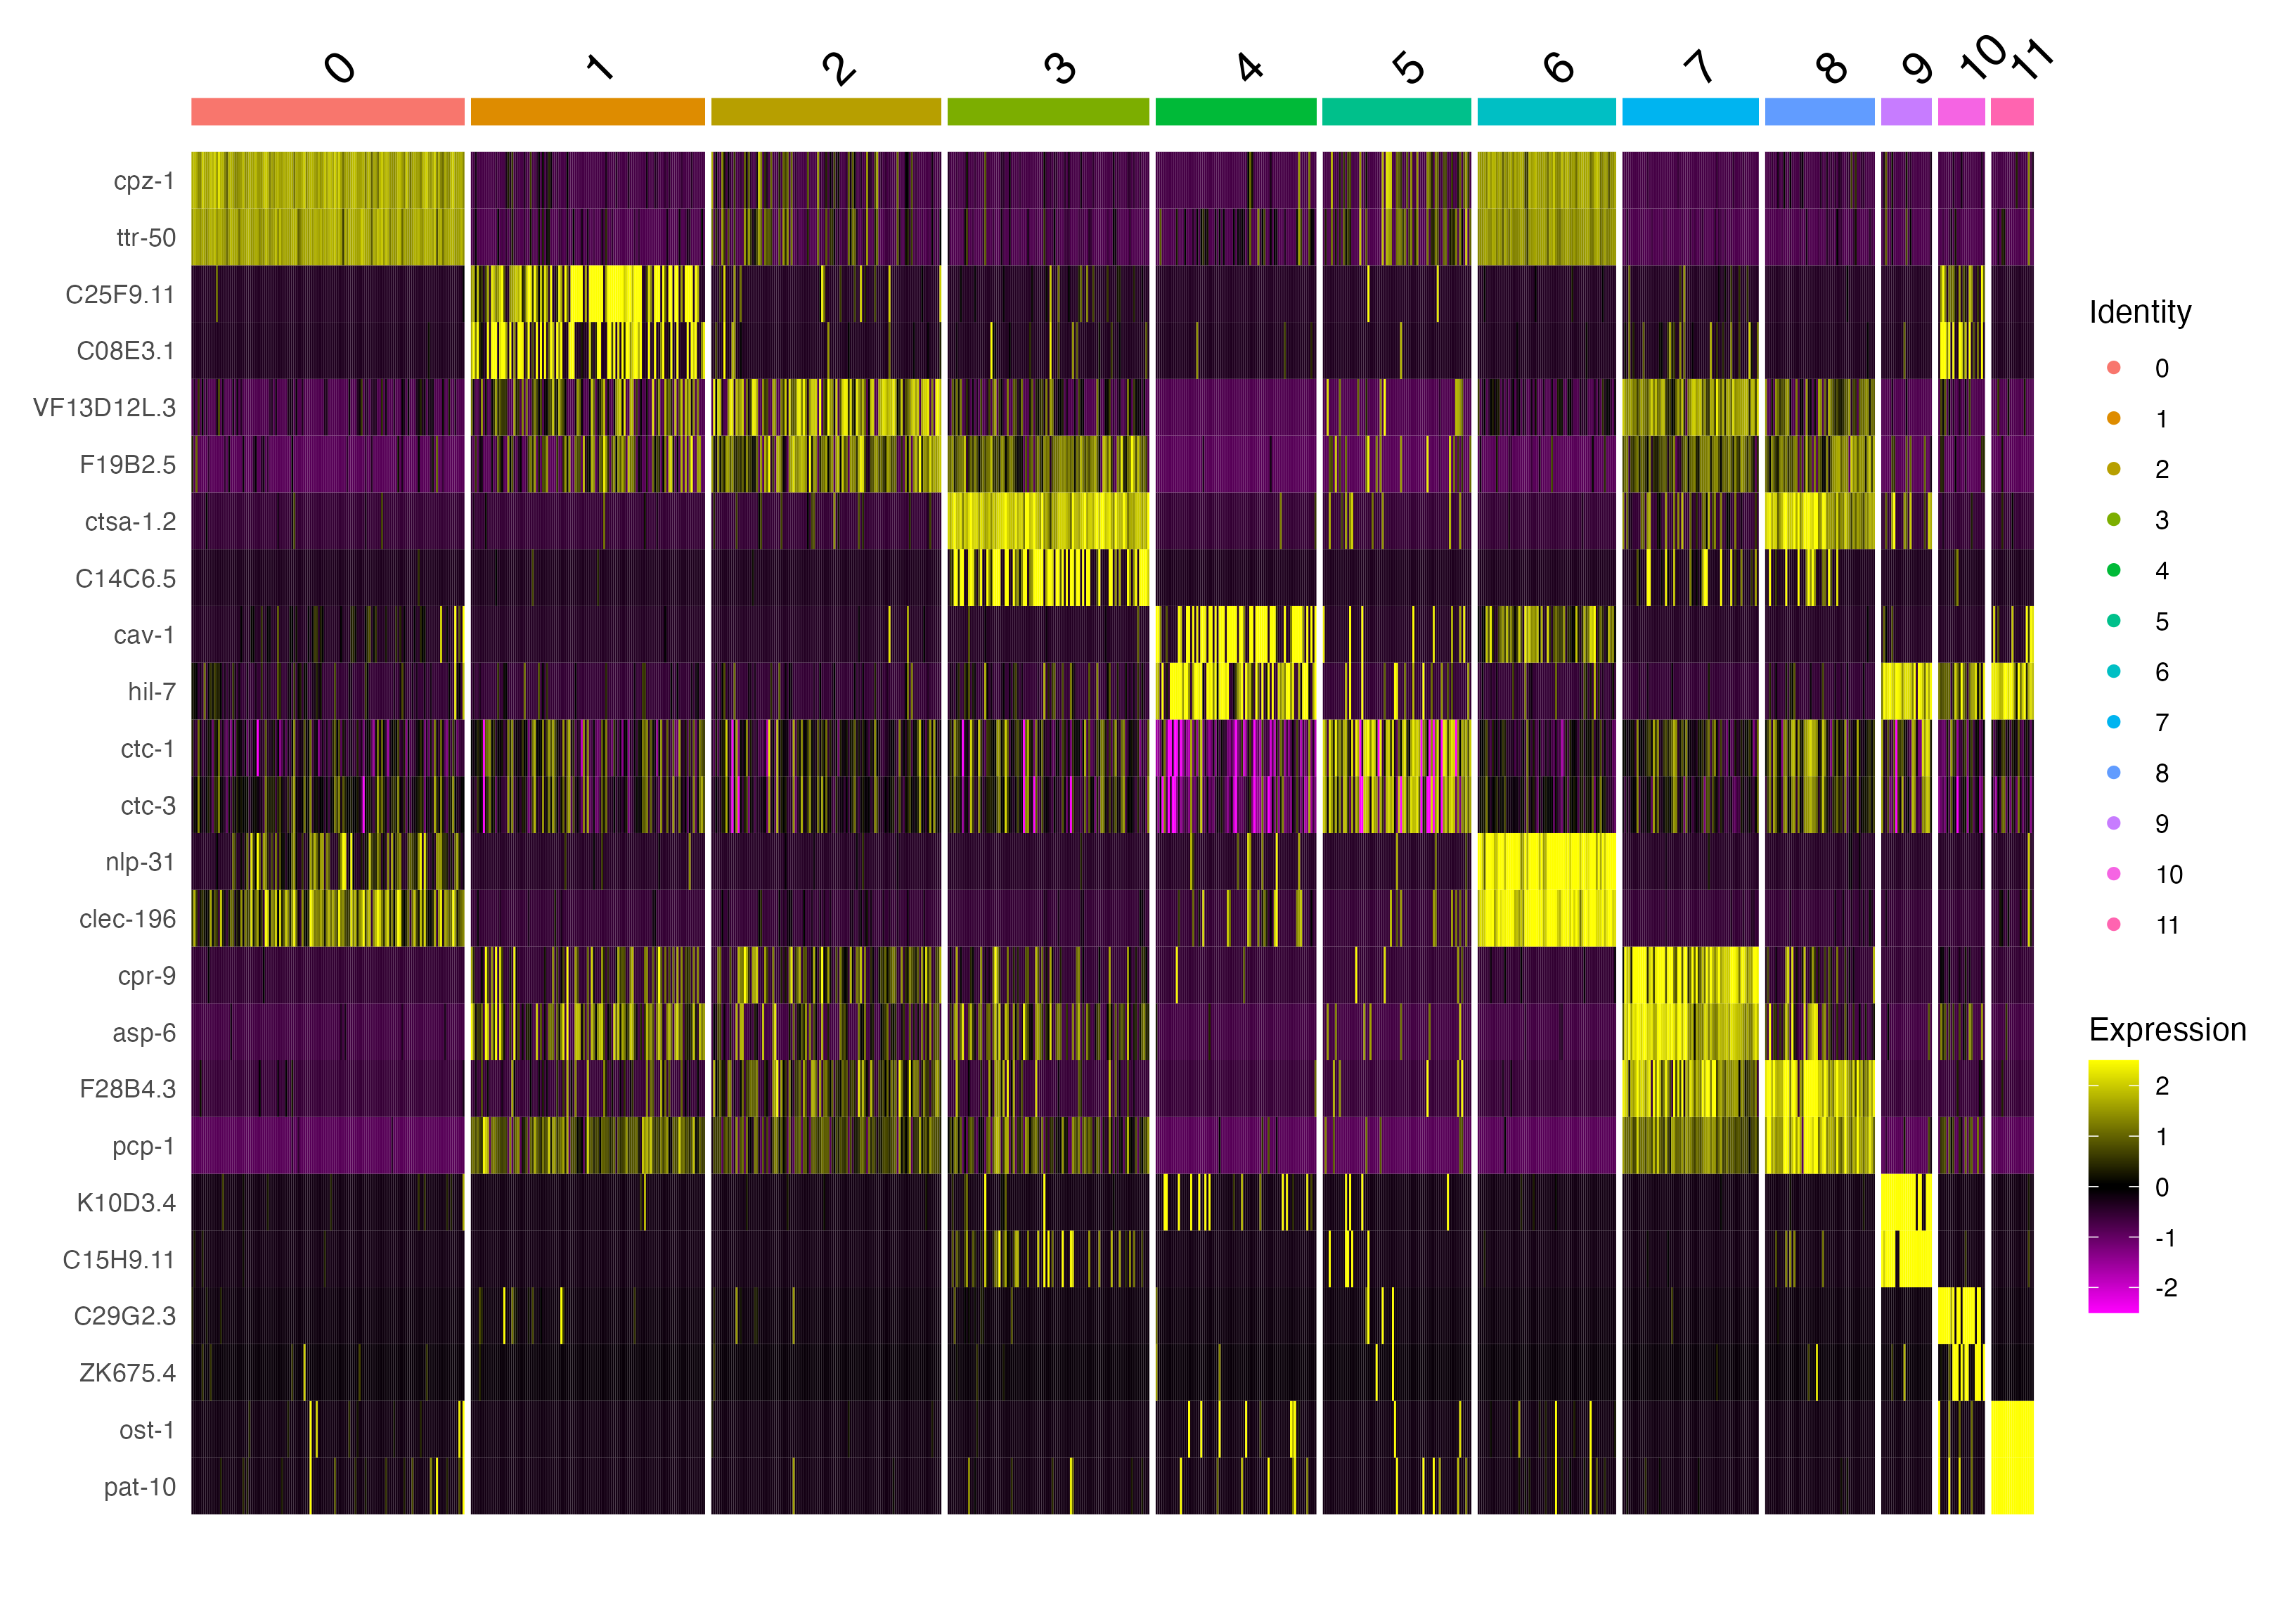 0 1 2 3 4 5 6 7 8 9 10 11
cpz-1
ttr-50
C25F9.11
C08E3.1
VF13D12L.3
F19B2.5
ctsa-1.2
C14C6.5
cav-1
hil-7
ctc-1
ctc-3
nlp-31
clec-196
cpr-9
asp-6
F28B4.3
pcp-1
K10D3.4
C15H9.11
C29G2.3
ZK675.4
ost-1
pat-10
Identity
0
1
2
3
4
5
6
7
8
9
10
11
Expression
2
1
0
-1
-2